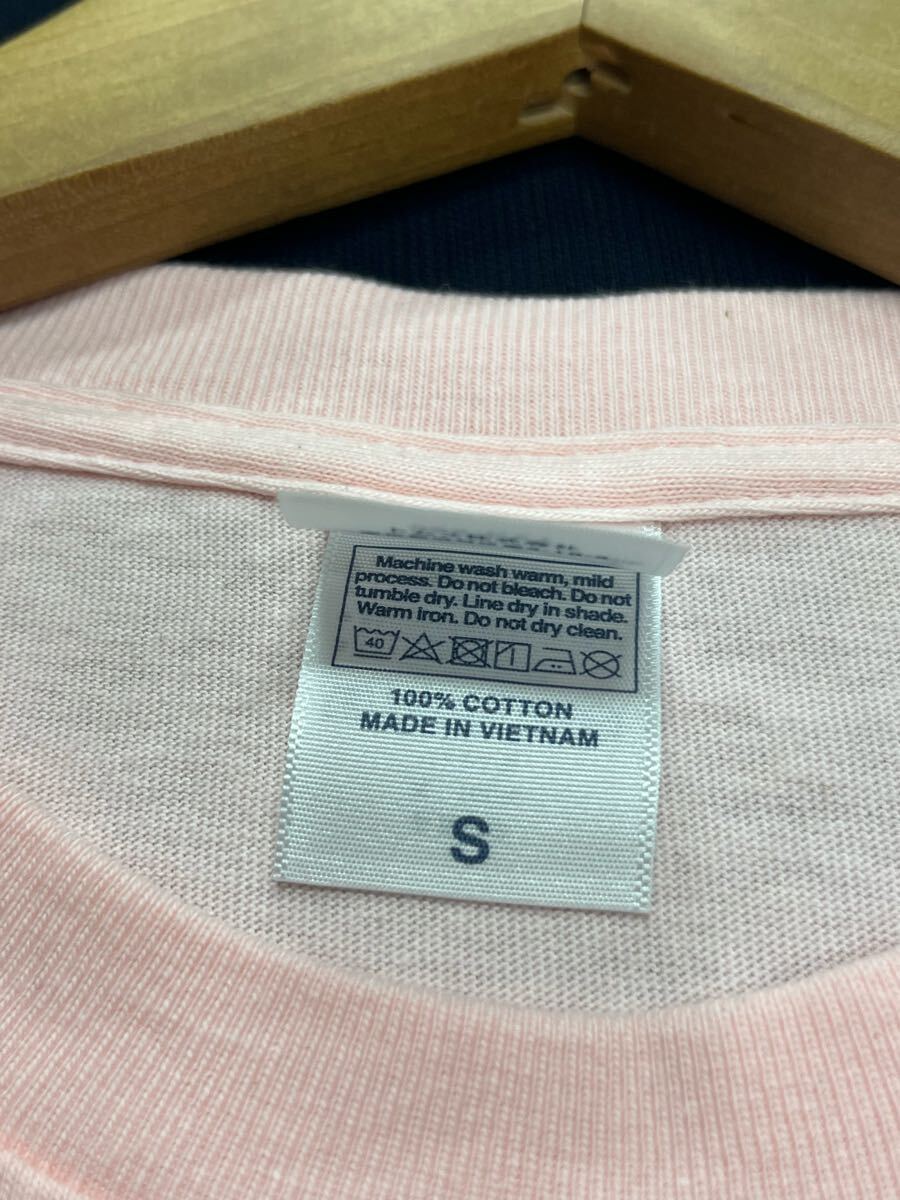 Machine wash warm, mild
process. Do not bleach. Do not
tumble dry. Line dry in shade.
Warm iron. Do not dry clean.
40
100% COTTON
MADE IN VIETNAM
S